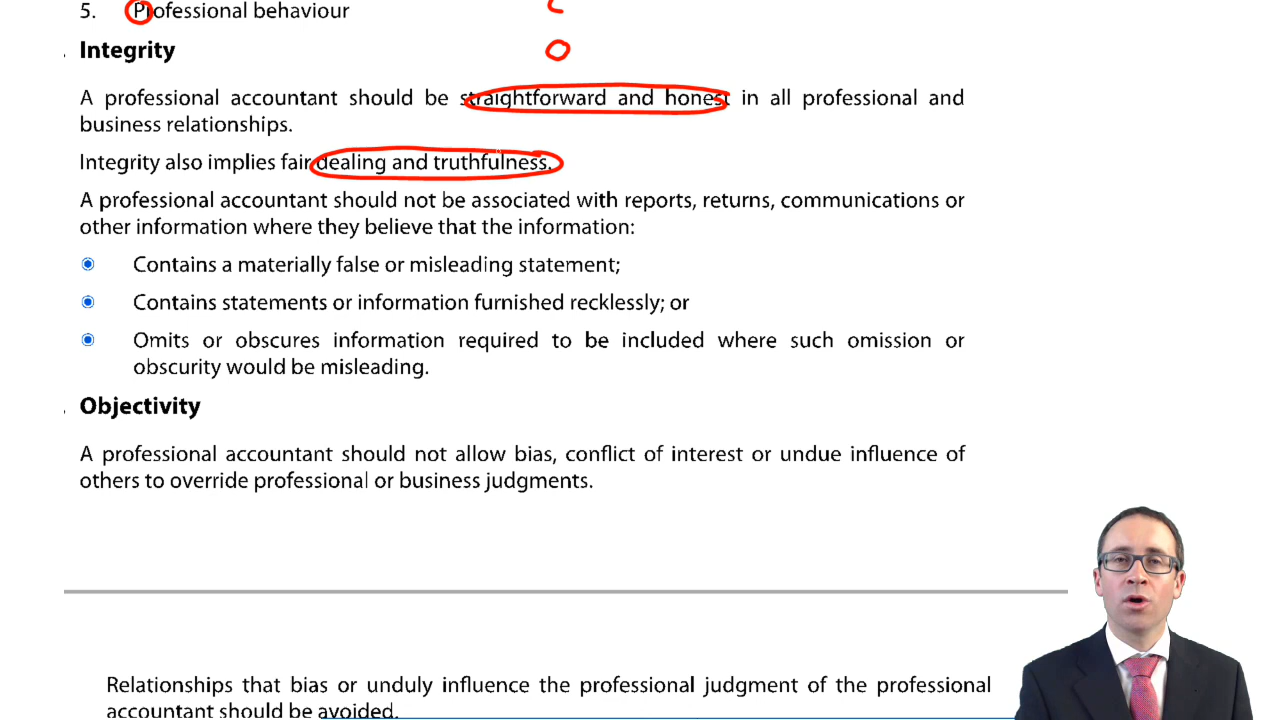 5. Professional behaviour
Integrity
A professional accountant should be straightforward and honest in all professional and
business relationships.
Integrity also implies fair dealing and truthfulness.
A professional accountant should not be associated with reports, returns, communications or
other information where they believe that the information:
Contains a materially false or misleading statement;
Contains statements or information furnished recklessly; or
Omits or obscures information required to be included where such omission or
obscurity would be misleading.
Objectivity
A professional accountant should not allow bias, conflict of interest or undue influence of
others to override professional or business judgments.
Relationships that bias or unduly influence the professional judgment of the professional
accountant should be avoided.